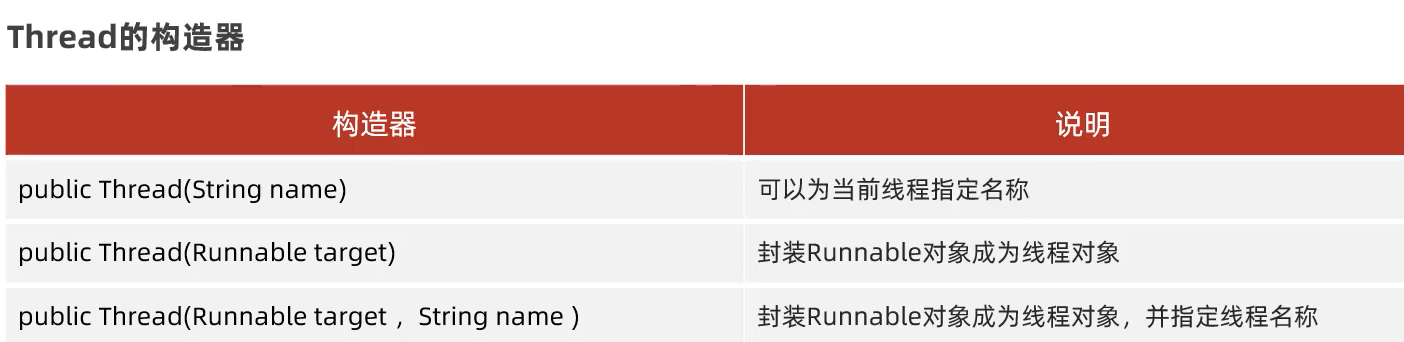 Thread的构造器
构造器 说明
public Thread(String name) 可以为当前线程指定名称
public Thread(Runnable target) 封装Runnable对象成为线程对象
public Thread(Runnable target ，String name ) 封装Runnable对象成为线程对象，并指定线程名称